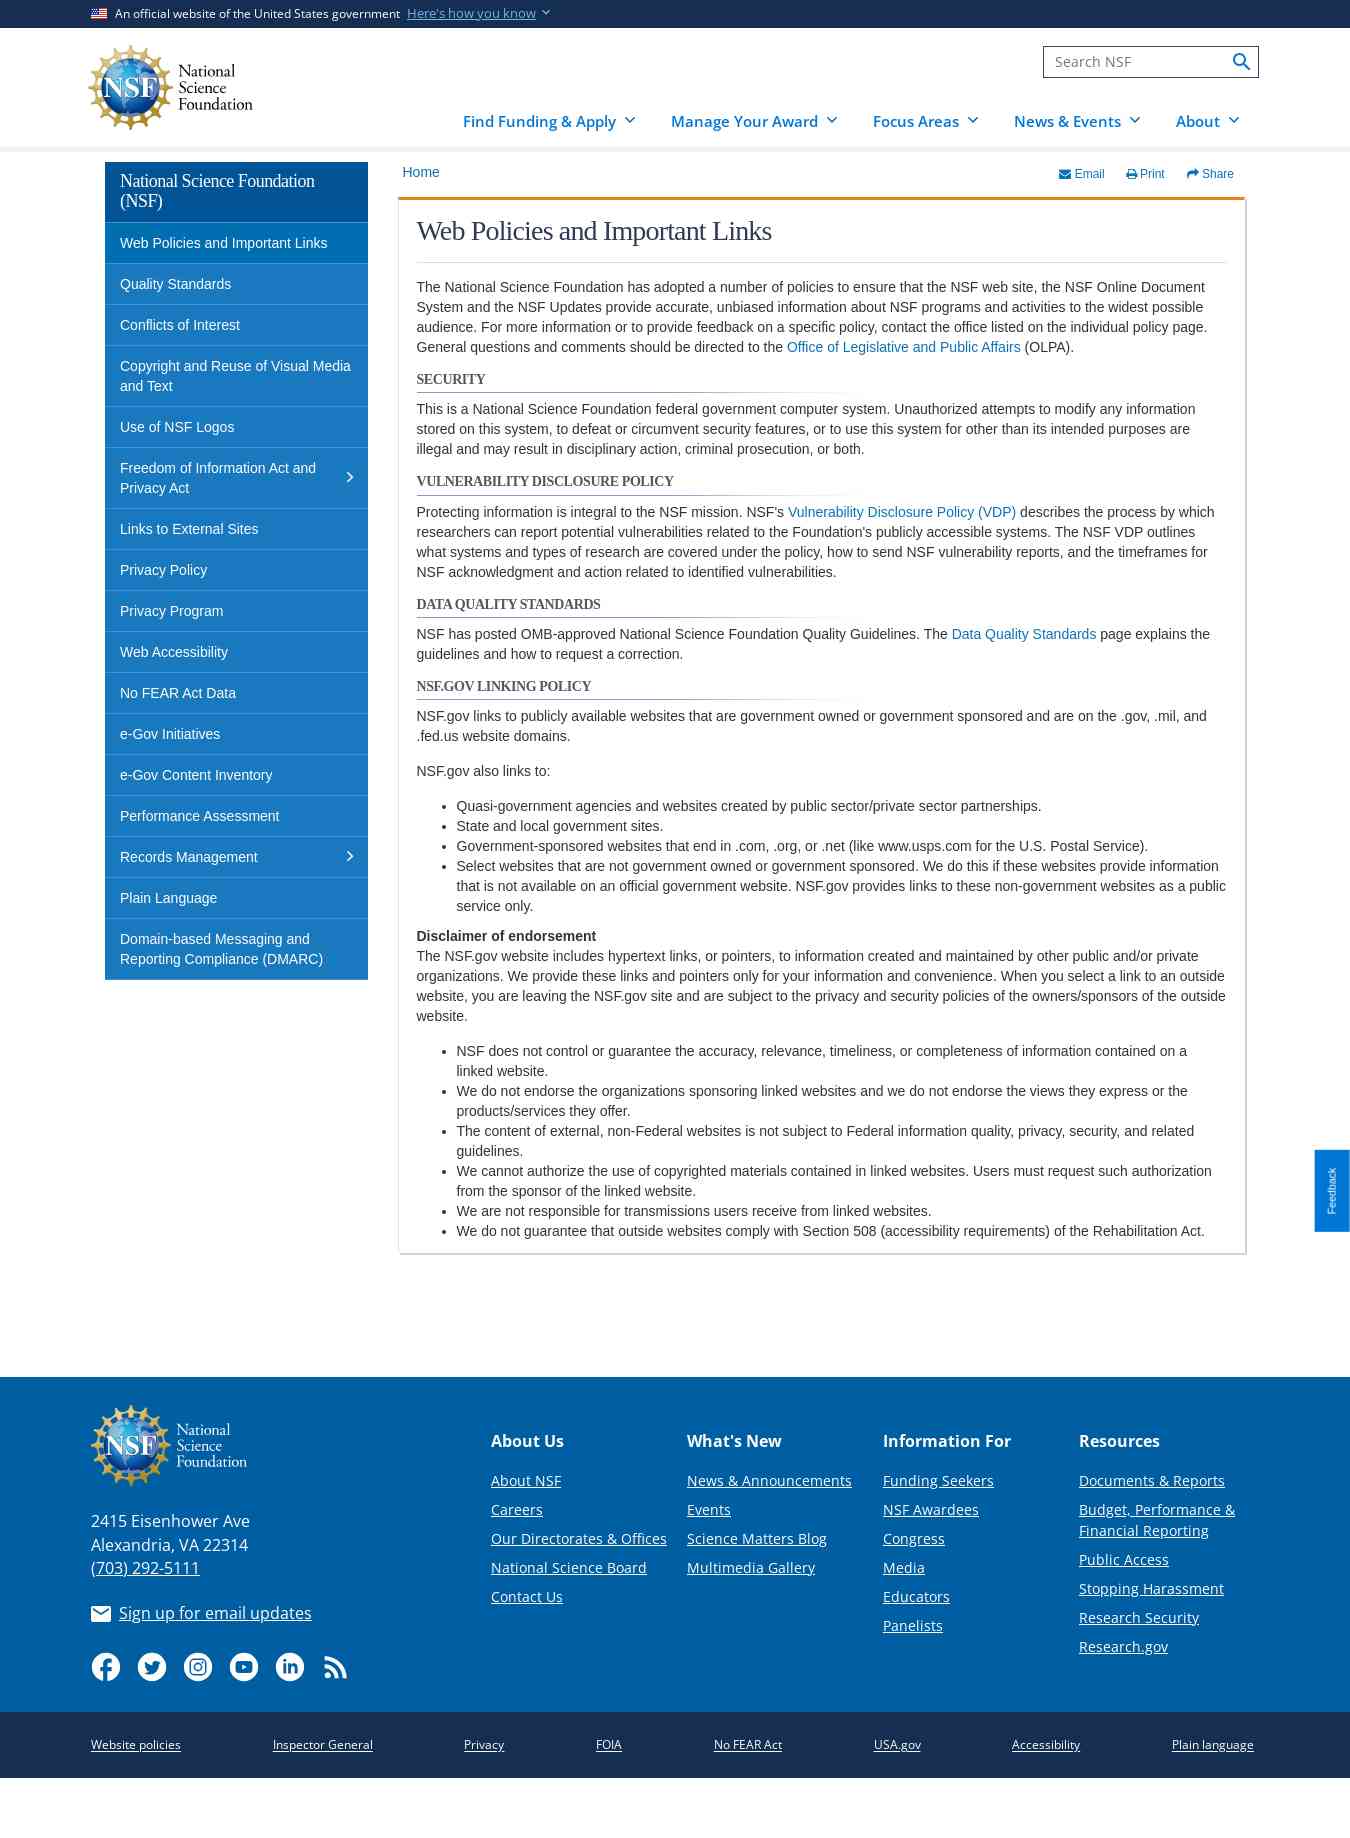 An official website of the United States government Here's how you know
NSF
National
Science
Foundation
Search NSF
Find Funding & Apply
Manage Your Award
Focus Areas
News & Events
About
National Science Foundation
(NSF)
Web Policies and Important Links
Quality Standards
Conflicts of Interest
Copyright and Reuse of Visual Media
and Text
Use of NSF Logos
Freedom of Information Act and
Privacy Act
Links to External Sites
Privacy Policy
Privacy Program
Web Accessibility
No FEAR Act Data
e-Gov Initiatives
e-Gov Content Inventory
Performance Assessment
Records Management
Plain Language
Domain-based Messaging and
Reporting Compliance (DMARC)
Home
Email
Print
Share
Web Policies and Important Links
The National Science Foundation has adopted a number of policies to ensure that the NSF web site, the NSF Online Document
System and the NSF Updates provide accurate, unbiased information about NSF programs and activities to the widest possible
audience. For more information or to provide feedback on a specific policy, contact the office listed on the individual policy page.
General questions and comments should be directed to the Office of Legislative and Public Affairs (OLPA).
SECURITY
This is a National Science Foundation federal government computer system. Unauthorized attempts to modify any information
stored on this system, to defeat or circumvent security features, or to use this system for other than its intended purposes are
illegal and may result in disciplinary action, criminal prosecution, or both.
VULNERABILITY DISCLOSURE POLICY
Protecting information is integral to the NSF mission. NSF's Vulnerability Disclosure Policy (VDP) describes the process by which
researchers can report potential vulnerabilities related to the Foundation's publicly accessible systems. The NSF VDP outlines
what systems and types of research are covered under the policy, how to send NSF vulnerability reports, and the timeframes for
NSF acknowledgment and action related to identified vulnerabilities.
DATA QUALITY STANDARDS
NSF has posted OMB-approved National Science Foundation Quality Guidelines. The Data Quality Standards page explains the
guidelines and how to request a correction.
NSF.GOV LINKING POLICY
NSF.gov links to publicly available websites that are government owned or government sponsored and are on the .gov, .mil, and
.fed.us website domains.
NSF.gov also links to:
• Quasi-government agencies and websites created by public sector/private sector partnerships.
• State and local government sites.
• Government-sponsored websites that end in .com, .org, or .net (like www.usps.com for the U.S. Postal Service).
• Select websites that are not government owned or government sponsored. We do this if these websites provide information
that is not available on an official government website. NSF.gov provides links to these non-government websites as a public
service only.
Disclaimer of endorsement
The NSF.gov website includes hypertext links, or pointers, to information created and maintained by other public and/or private
organizations. We provide these links and pointers only for your information and convenience. When you select a link to an outside
website, you are leaving the NSF.gov site and are subject to the privacy and security policies of the owners/sponsors of the outside
website.
• NSF does not control or guarantee the accuracy, relevance, timeliness, or completeness of information contained on a
linked website.
• We do not endorse the organizations sponsoring linked websites and we do not endorse the views they express or the
products/services they offer.
• The content of external, non-Federal websites is not subject to Federal information quality, privacy, security, and related
guidelines.
• We cannot authorize the use of copyrighted materials contained in linked websites. Users must request such authorization
from the sponsor of the linked website.
• We are not responsible for transmissions users receive from linked websites.
• We do not guarantee that outside websites comply with Section 508 (accessibility requirements) of the Rehabilitation Act.
Feedback
NSF
National
Science
Foundation
2415 Eisenhower Ave
Alexandria, VA 22314
(703) 292-5111
Sign up for email updates
About Us
About NSF
Careers
Our Directorates & Offices
National Science Board
Contact Us
What's New
News & Announcements
Events
Science Matters Blog
Multimedia Gallery
Information For
Funding Seekers
NSF Awardees
Congress
Media
Educators
Panelists
Resources
Documents & Reports
Budget, Performance &
Financial Reporting
Public Access
Stopping Harassment
Research Security
Research.gov
Website policies
Inspector General
Privacy
FOIA
No FEAR Act
USA.gov
Accessibility
Plain language